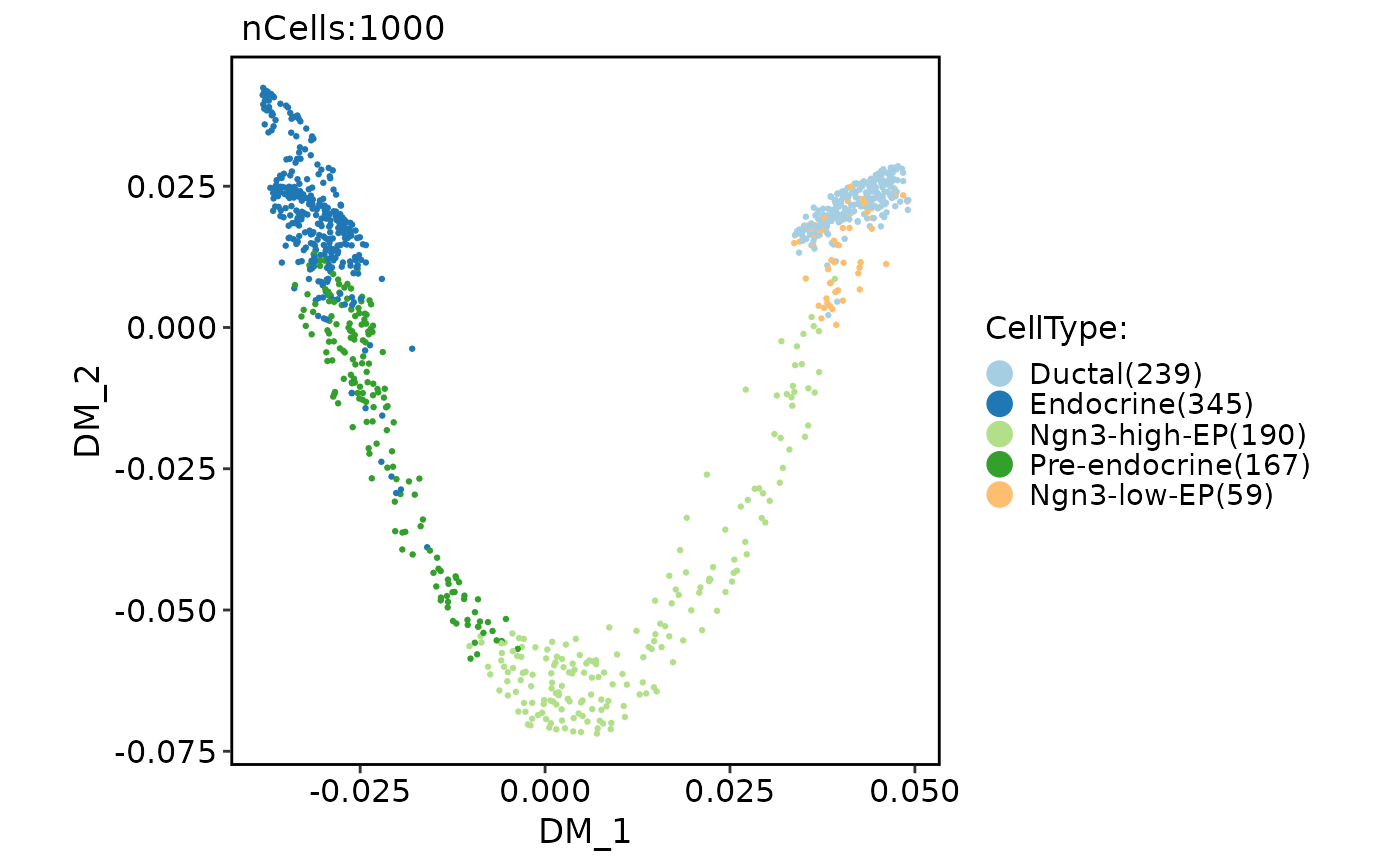 nCells:1000
0.025
0.000
-0.025
-0.050
-0.075
DM_2
-0.025
0.000
0.025
0.050
DM_1
CellType:
Ductal(239)
Endocrine(345)
Ngn3-high-EP(190)
Pre-endocrine(167)
Ngn3-low-EP(59)